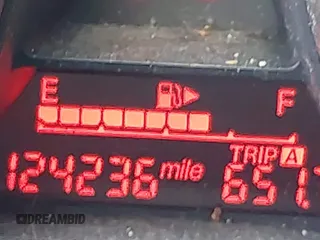 E F
TRIP A
124236 mile 651.
DREAMBID